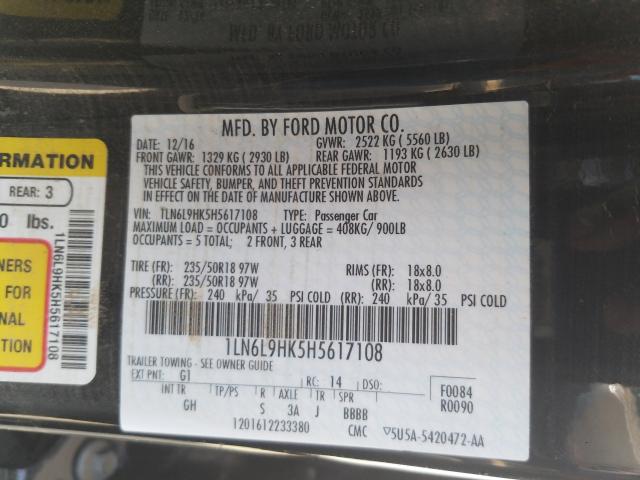 MFD. BY FORD MOTOR CO.
DATE: 12/16 GVWR: 2522 KG ( 5560 LB)
FRONT GAWR: 1329 KG ( 2930 LB) REAR GAWR: 1193 KG ( 2630 LB)
THIS VEHICLE CONFORMS TO ALL APPLICABLE FEDERAL MOTOR
VEHICLE SAFETY, BUMPER, AND THEFT PREVENTION STANDARDS
IN EFFECT ON THE DATE OF MANUFACTURE SHOWN ABOVE.
VIN: 1LN6L9HK5H5617108 TYPE: Passenger Car
MAXIMUM LOAD = OCCUPANTS + LUGGAGE = 408KG/ 900LB
OCCUPANTS = 5 TOTAL; 2 FRONT, 3 REAR
TIRE (FR): 235/50R18 97W RIMS (FR): 18x8.0
(RR): 235/50R18 97W (RR): 18x8.0
PRESSURE (FR): 240 kPa/ 35 PSI COLD (RR): 240 kPa/ 35 PSI COLD
1LN6L9HK5H5617108
TRAILER TOWING - SEE OWNER GUIDE
EXT PNT: G1 RC: 14 DSO: F0084
INT TR TP/PS R AXLE TR SPR R0090
GH S 3A J BBBB
1201612233380 CMC 5U5A-5420472-AA
ORMATION
REAR: 3
0 lbs.
NERS
FOR
NAL
TION
1LN6L9HK5H5617108